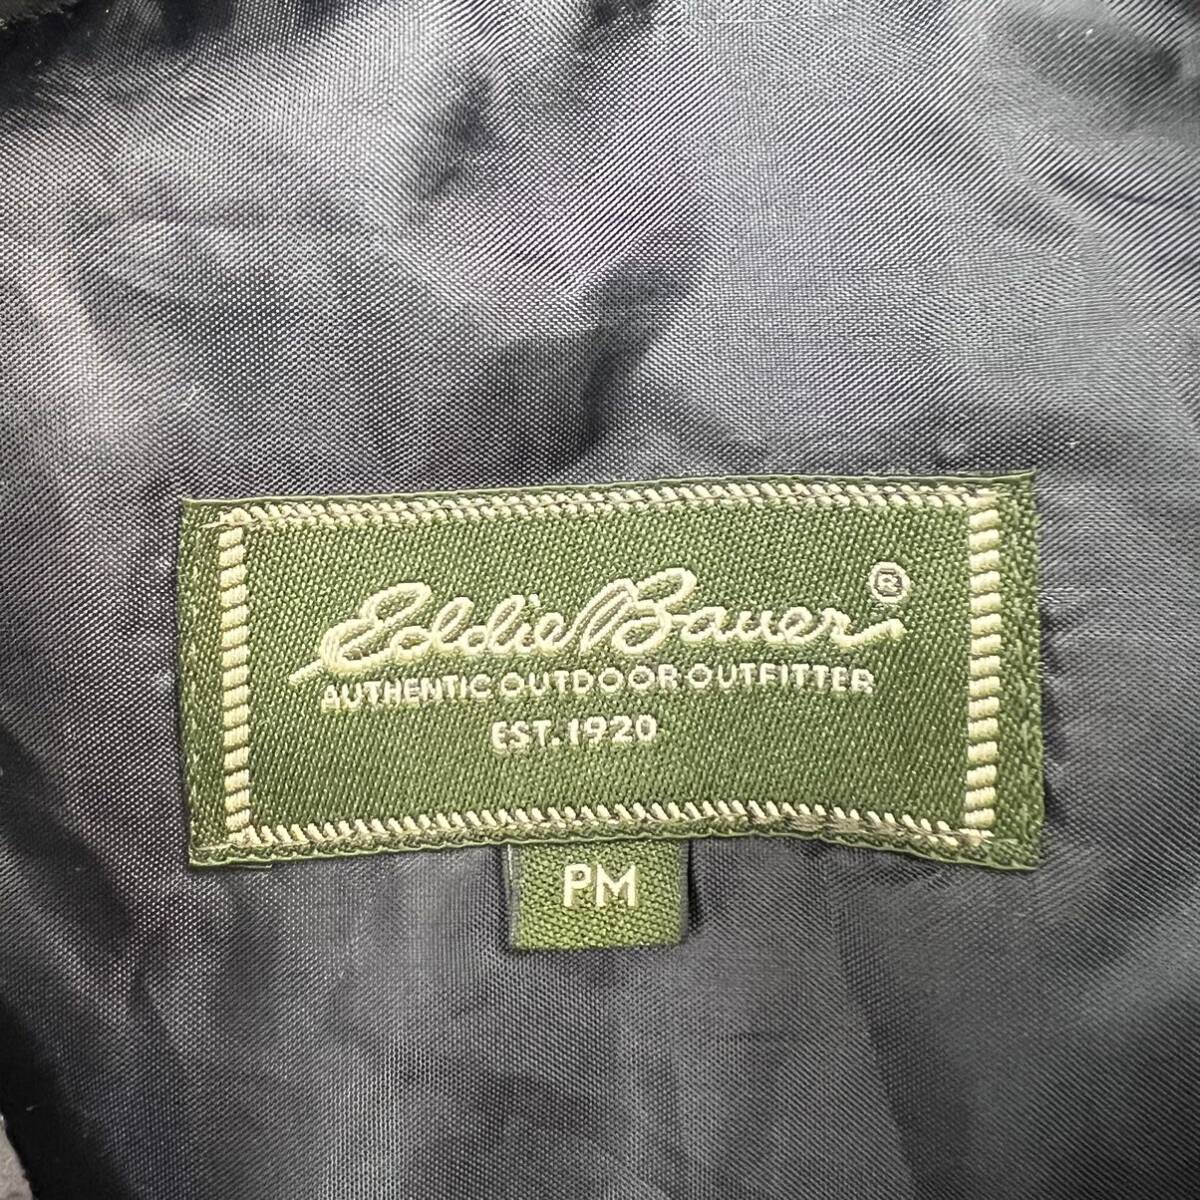 Eddie Bauer®
AUTHENTIC OUTDOOR OUTFITTER
EST. 1920
PM